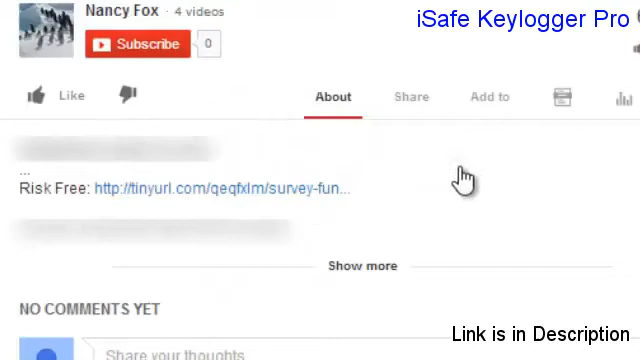 iSafe Keylogger Pro
Nancy Fox · 4 videos
Subscribe 0
Like About Share Add to
...
Risk Free: http://tinyurl.com/qeqfxlm/survey-fun...
Show more
NO COMMENTS YET
Link is in Description
Share your thoughts